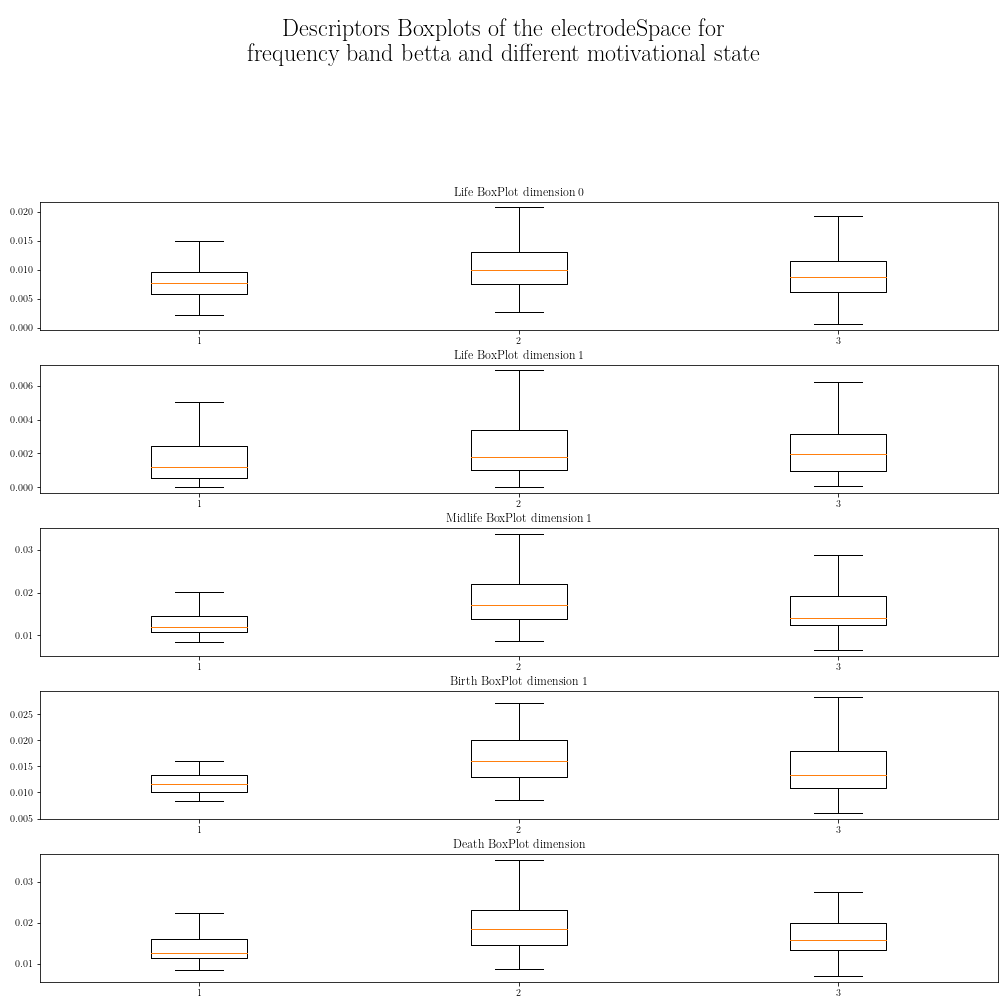 Descriptors Boxplots of the electrodeSpace for
frequency band betta and different motivational state
Life BoxPlot dimension 0
0.020
0.015
0.010
0.005
0.000
1 2 3
Life BoxPlot dimension 1
0.006
0.004
0.002
0.000
1 2 3
Midlife BoxPlot dimension 1
0.03
0.02
0.01
1 2 3
Birth BoxPlot dimension 1
0.025
0.020
0.015
0.010
0.005
1 2 3
Death BoxPlot dimension
0.03
0.02
0.01
1 2 3